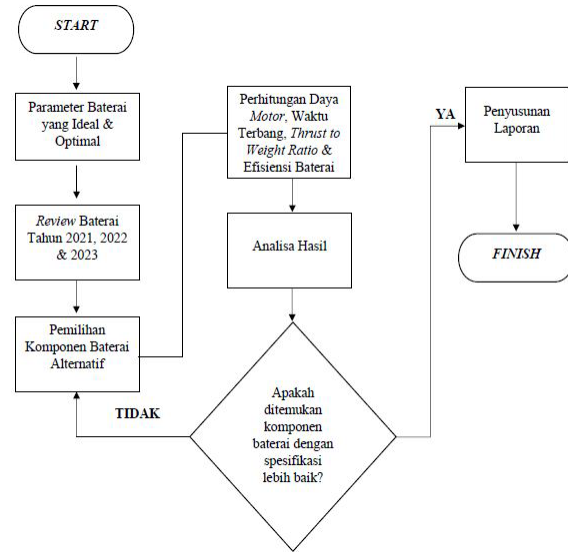 START
Parameter Baterai
yang Ideal &
Optimal
Review Baterai
Tahun 2021, 2022
& 2023
Pemilihan
Komponen Baterai
Alternatif
Perhitungan Daya
Motor, Waktu
Terbang, Thrust to
Weight Ratio &
Efisiensi Baterai
Analisa Hasil
Apakah
ditemukan
komponen
baterai dengan
spesifikasi
lebih baik?
TIDAK
YA
Penyusunan
Laporan
FINISH